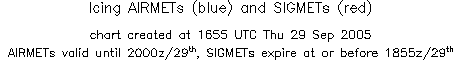 Icing AIRMETs (blue) and SIGMETs (red)
chart created at 1655 UTC Thu 29 Sep 2005
AIRMETs valid until 2000z/29th, SIGMETs expire at or before 1855z/29th